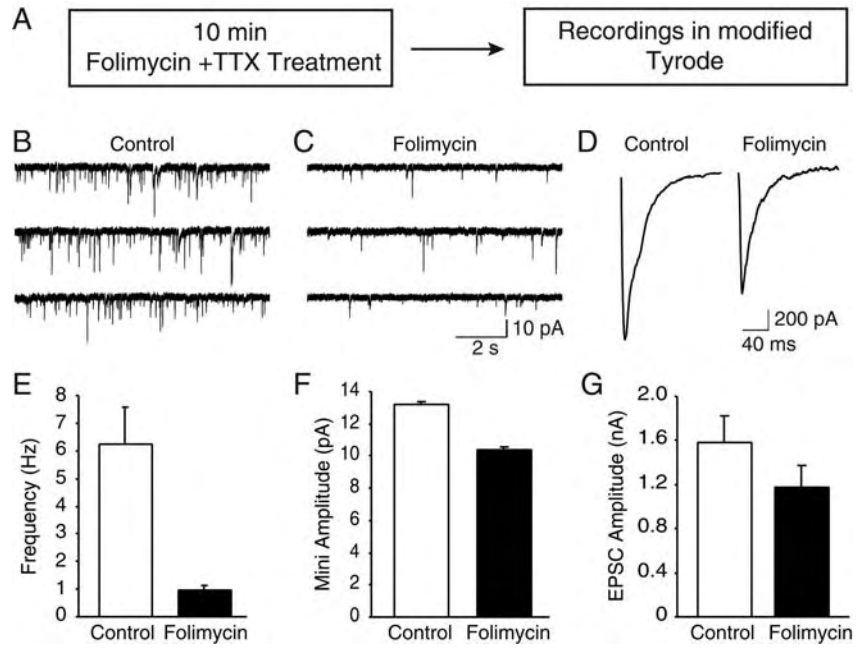 A
10 min
Folimycin +TTX Treatment
Recordings in modified
Tyrode
B
Control
C
Folimycin
10 pA
2 s
D
Control
Folimycin
200 pA
40 ms
E
Frequency (Hz)
8
7
6
5
4
3
2
1
0
Control
Folimycin
F
Mini Amplitude (pA)
14
12
10
8
6
4
2
0
Control
Folimycin
G
EPSC Amplitude (nA)
2.0
1.6
1.2
0.8
0.4
0
Control
Folimycin